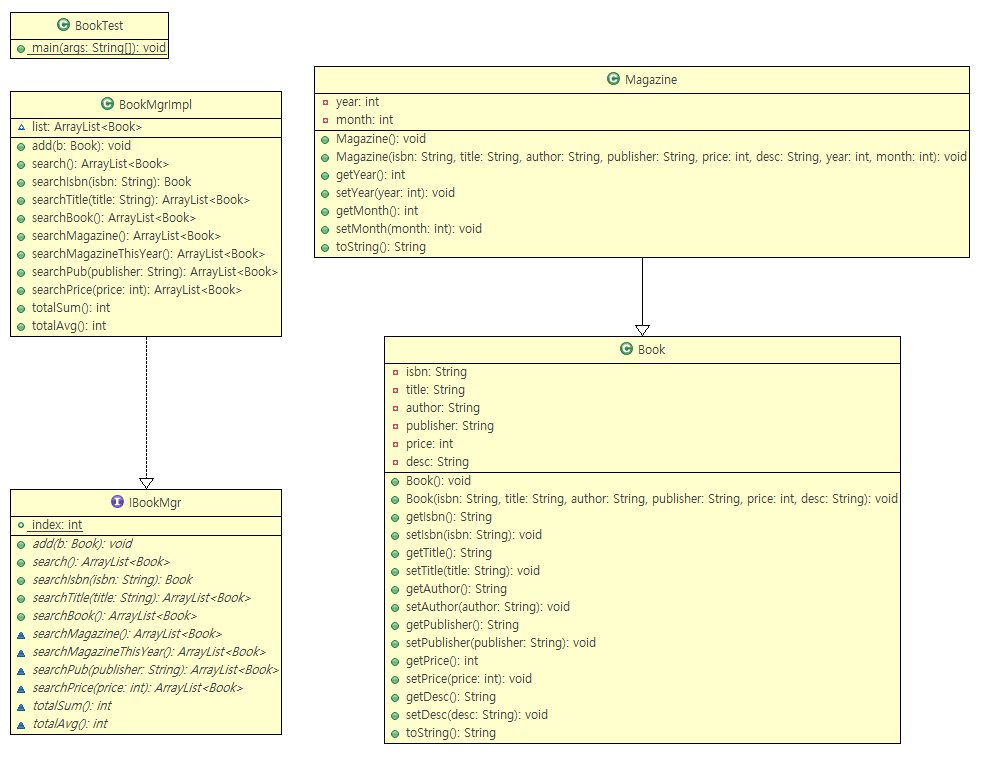 BookTest
main(args: String[]): void
BookMgrImpl
list: ArrayList<Book>
add(b: Book): void
search(): ArrayList<Book>
searchIsbn(isbn: String): Book
searchTitle(title: String): ArrayList<Book>
searchBook(): ArrayList<Book>
searchMagazine(): ArrayList<Book>
searchMagazineThisYear(): ArrayList<Book>
searchPub(publisher: String): ArrayList<Book>
searchPrice(price: int): ArrayList<Book>
totalSum(): int
totalAvg(): int
IBookMgr
index: int
add(b: Book): void
search(): ArrayList<Book>
searchIsbn(isbn: String): Book
searchTitle(title: String): ArrayList<Book>
searchBook(): ArrayList<Book>
searchMagazine(): ArrayList<Book>
searchMagazineThisYear(): ArrayList<Book>
searchPub(publisher: String): ArrayList<Book>
searchPrice(price: int): ArrayList<Book>
totalSum(): int
totalAvg(): int
Magazine
year: int
month: int
Magazine(): void
Magazine(isbn: String, title: String, author: String, publisher: String, price: int, desc: String, year: int, month: int): void
getYear(): int
setYear(year: int): void
getMonth(): int
setMonth(month: int): void
toString(): String
Book
isbn: String
title: String
author: String
publisher: String
price: int
desc: String
Book(): void
Book(isbn: String, title: String, author: String, publisher: String, price: int, desc: String): void
getIsbn(): String
setIsbn(isbn: String): void
getTitle(): String
setTitle(title: String): void
getAuthor(): String
setAuthor(author: String): void
getPublisher(): String
setPublisher(publisher: String): void
getPrice(): int
setPrice(price: int): void
getDesc(): String
setDesc(desc: String): void
toString(): String